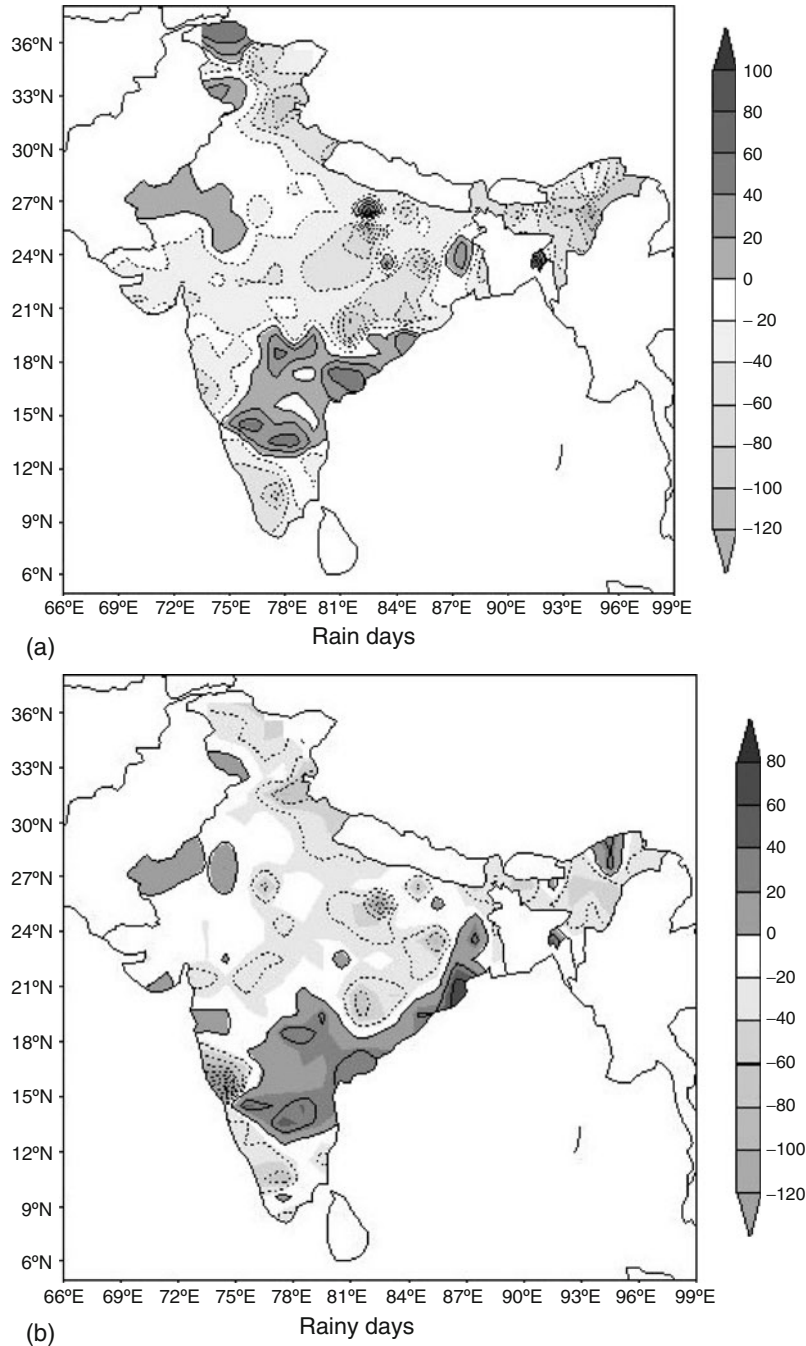 36ºN
33ºN
30ºN
27ºN
24ºN
21ºN
18ºN
15ºN
12ºN
9ºN
6ºN
66ºE 69ºE 72ºE 75ºE 78ºE 81ºE 84ºE 87ºE 90ºE 93ºE 96ºE 99ºE
100
80
60
40
20
0
−20
−40
−60
−80
−100
−120
(a)
Rain days
36ºN
33ºN
30ºN
27ºN
24ºN
21ºN
18ºN
15ºN
12ºN
9ºN
6ºN
66ºE 69ºE 72ºE 75ºE 78ºE 81ºE 84ºE 87ºE 90ºE 93ºE 96ºE 99ºE
80
60
40
20
0
−20
−40
−60
−80
−100
−120
(b)
Rainy days